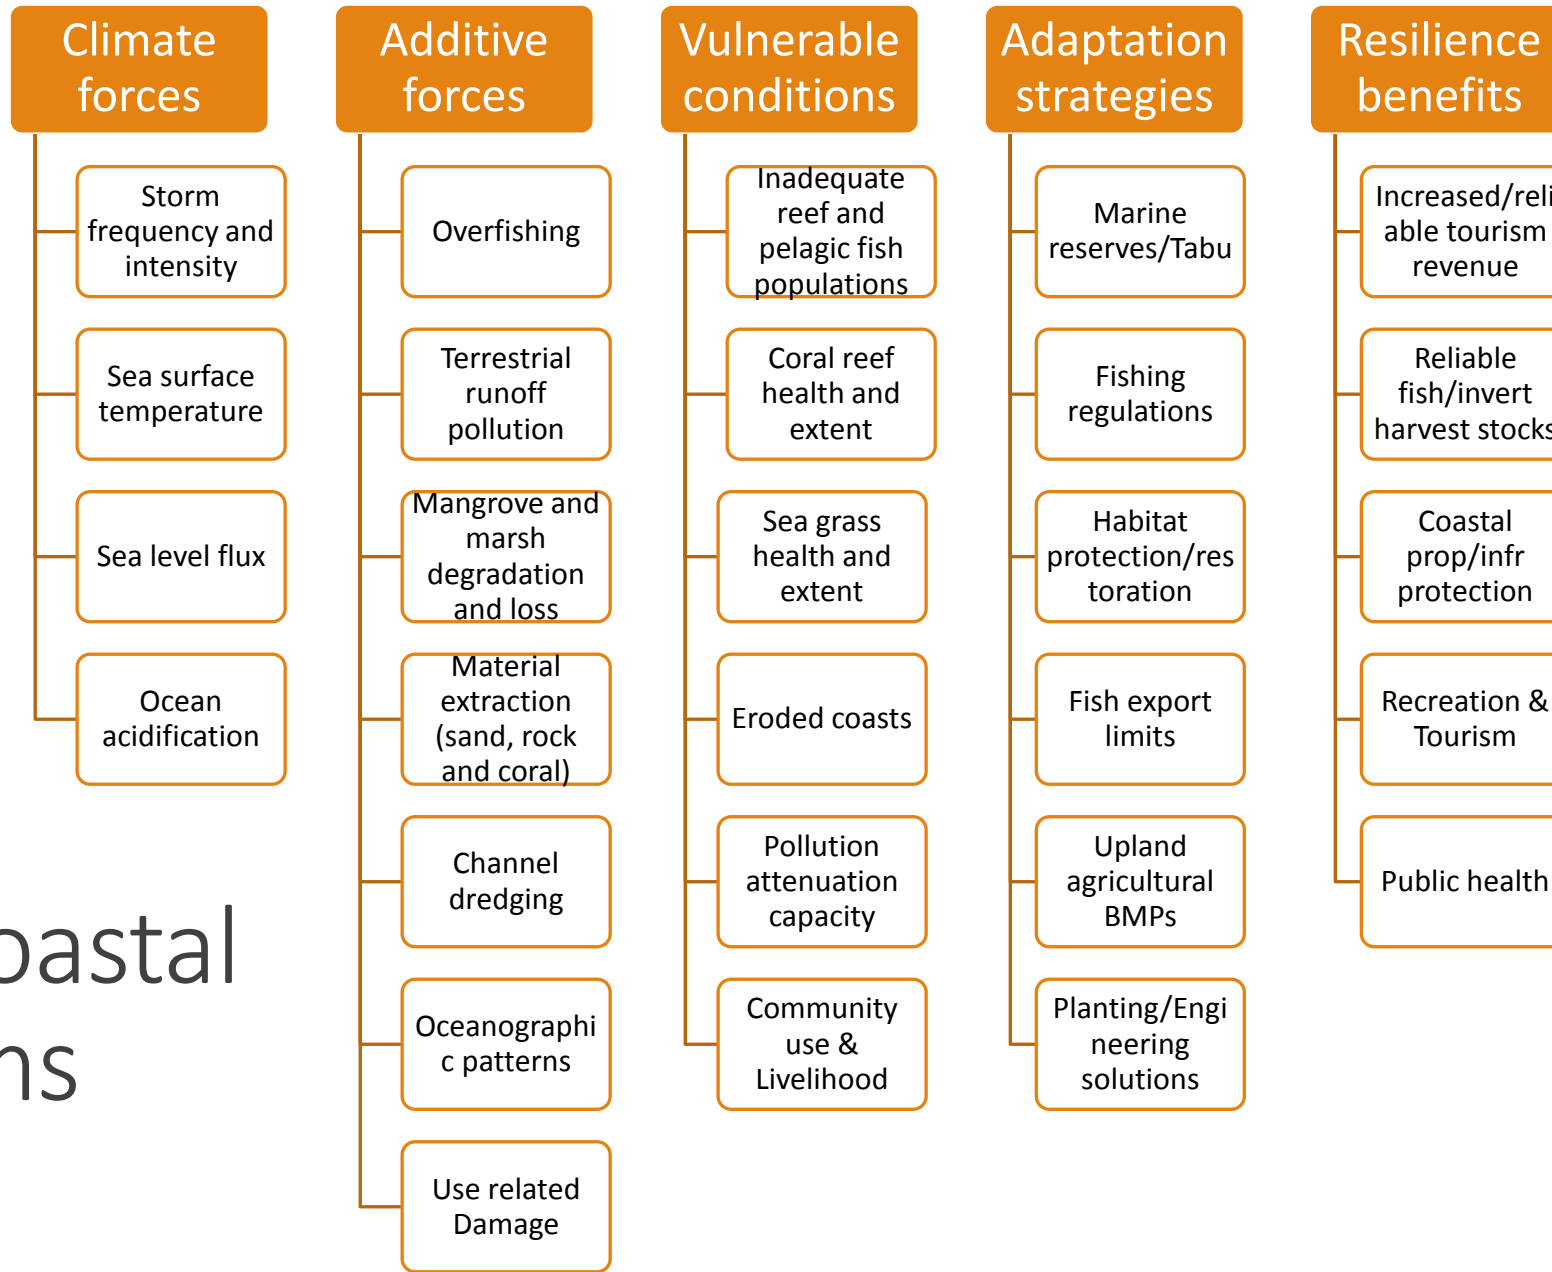 Climate
forces
Storm
frequency and
intensity
Sea surface
temperature
Sea level flux
Ocean
acidification
Additive
forces
Overfishing
Terrestrial
runoff
pollution
Mangrove and
marsh
degradation
and loss
Material
extraction
(sand, rock
and coral)
Channel
dredging
Oceanographi
c patterns
Use related
Damage
Vulnerable
conditions
Inadequate
reef and
pelagic fish
populations
Coral reef
health and
extent
Sea grass
health and
extent
Eroded coasts
Pollution
attenuation
capacity
Community
use &
Livelihood
Adaptation
strategies
Marine
reserves/Tabu
Fishing
regulations
Habitat
protection/res
toration
Fish export
limits
Upland
agricultural
BMPs
Planting/Engi
neering
solutions
Resilience
benefits
Increased/reli
able tourism
revenue
Reliable
fish/invert
harvest stocks
Coastal
prop/infr
protection
Recreation &
Tourism
Public health
oastal
ns